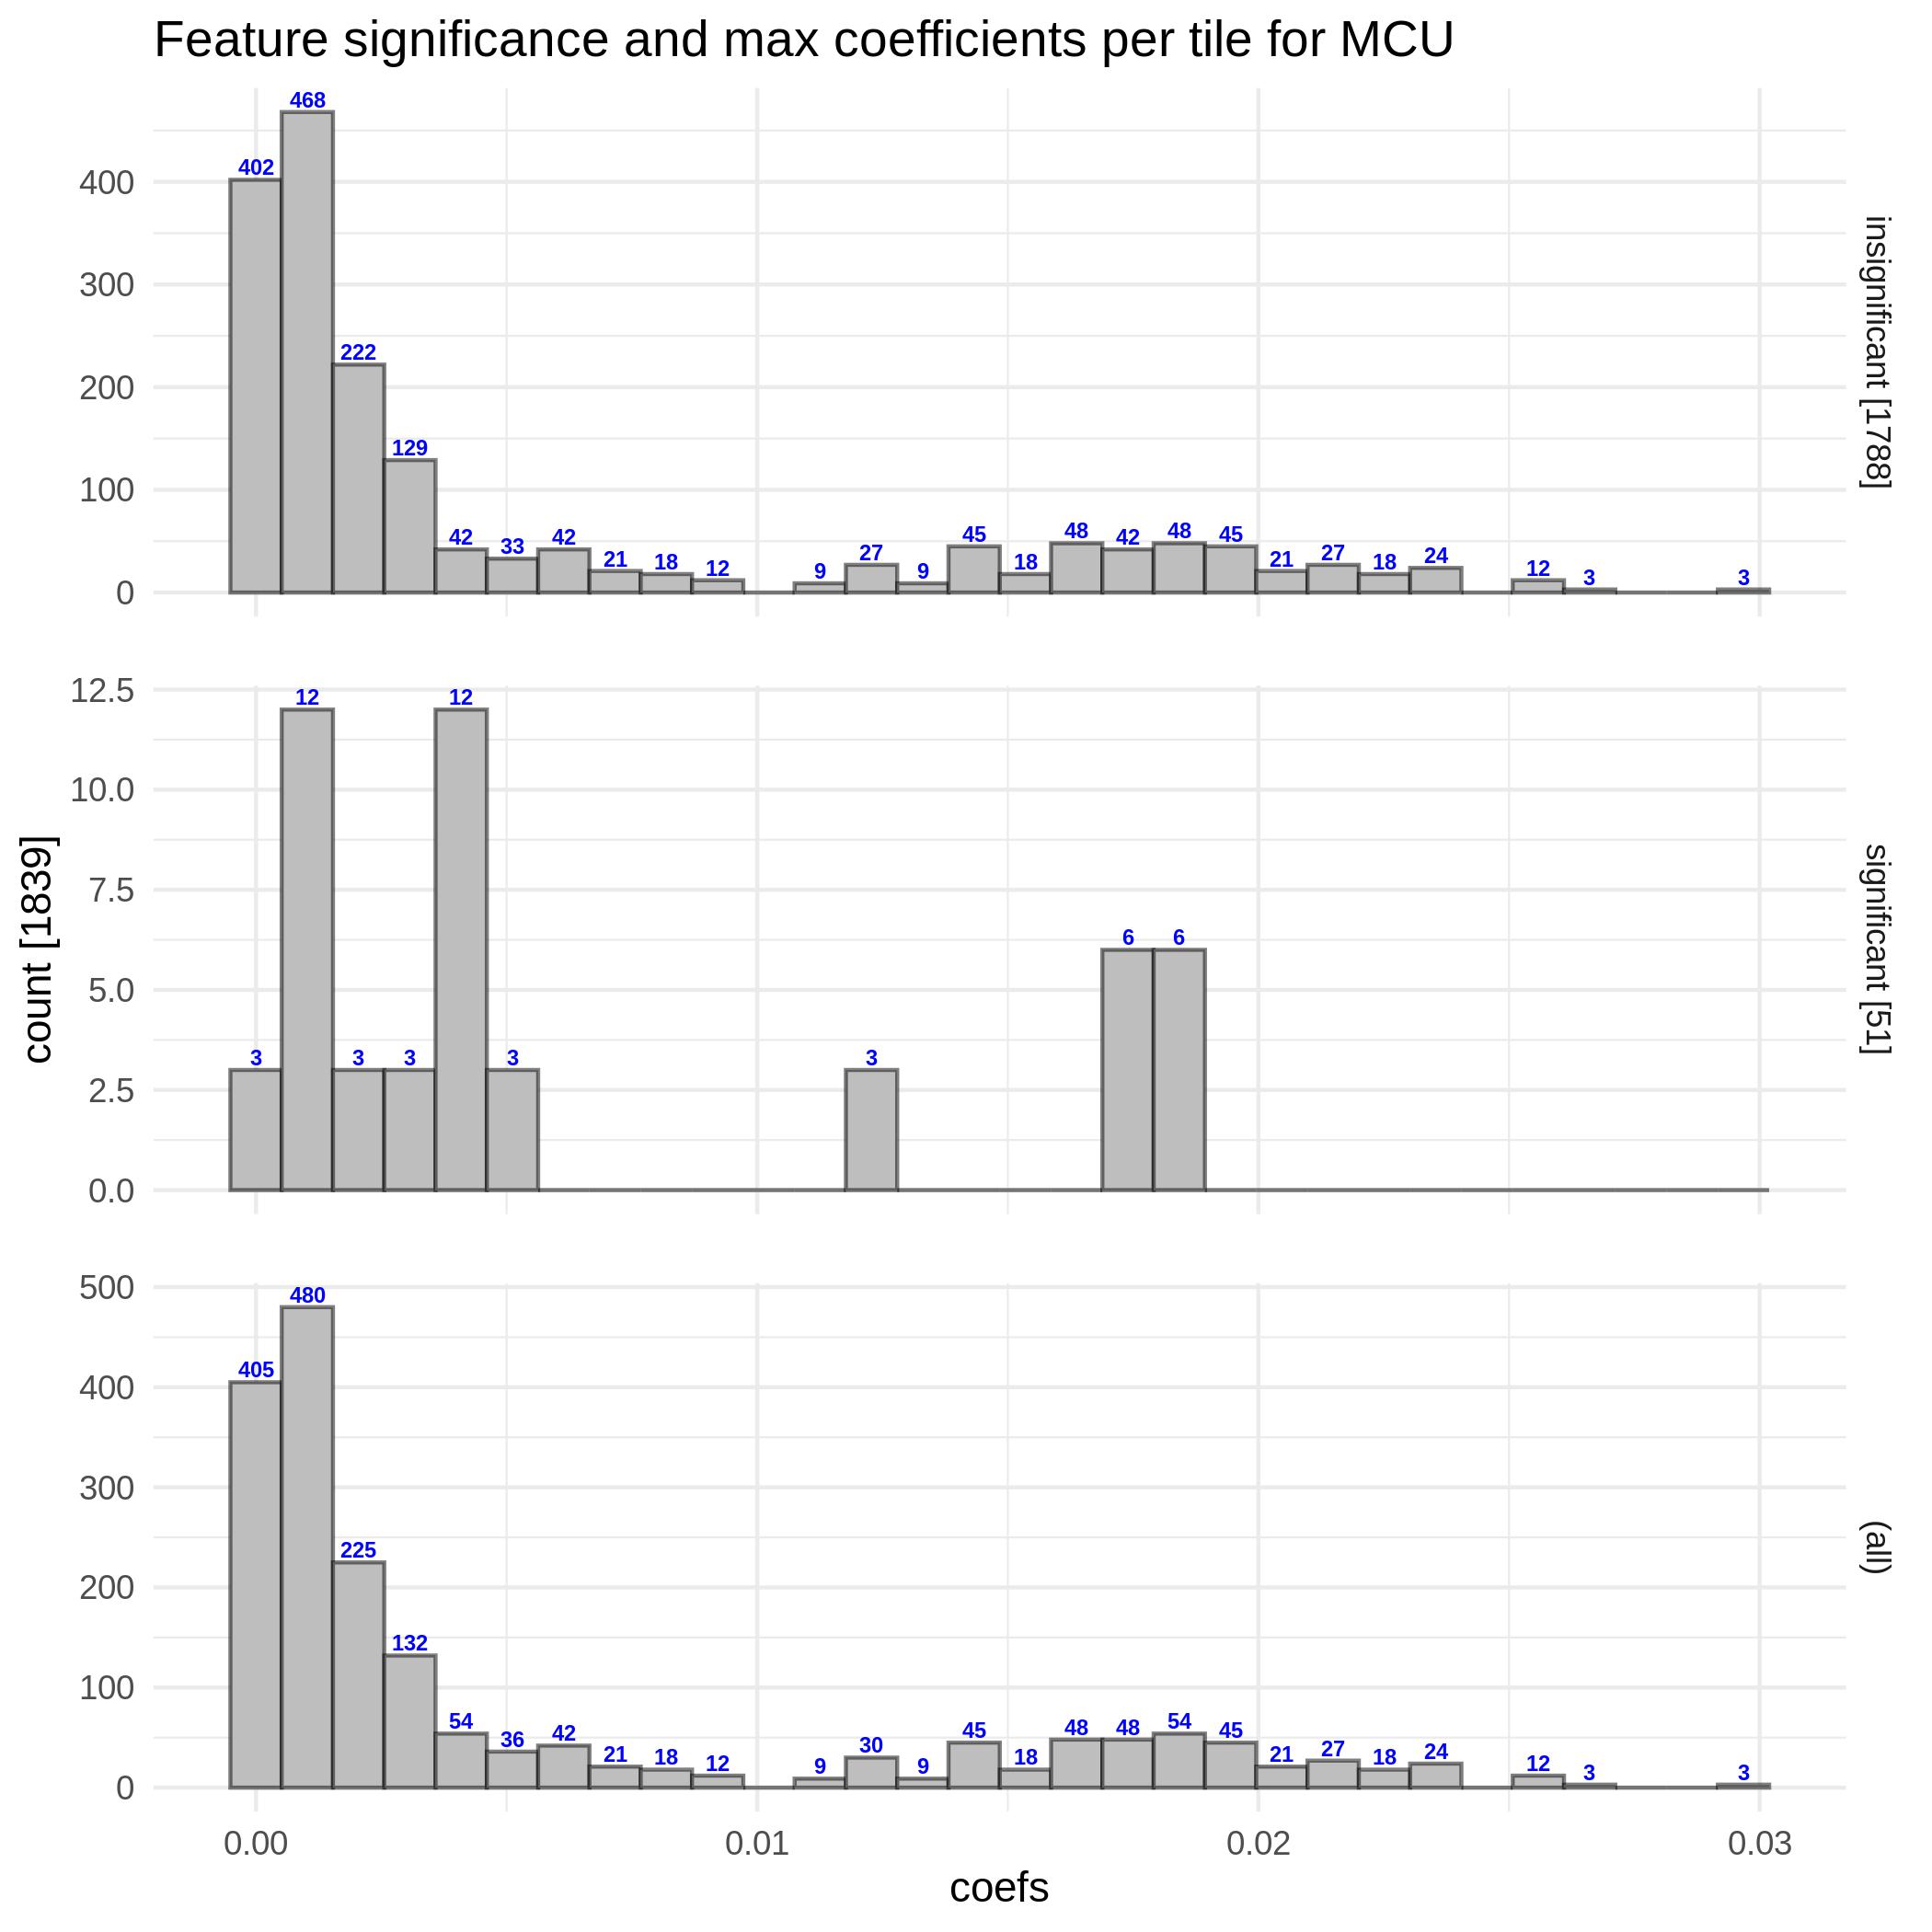 Feature significance and max coefficients per tile for MCU
468
402
400
300
222
200
129
100
42 33 42 21 18 12 9 27 9 45 18 48 42 48 45 21 27 18 24 12 3 3
0
insignificant [1788]
12.5
12 12
10.0
7.5
6 6
5.0
3 3 3 3 3
2.5
0.0
significant [51]
count [1839]
500
480
405
400
300
225
200
132
100
54 36 42 21 18 12 9 30 9 45 18 48 48 54 45 21 27 18 24 12 3 3
0
(all)
0.00 0.01 0.02 0.03
coefs